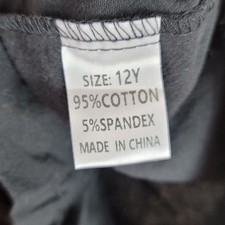 SIZE: 12Y
95%COTTON
5%SPANDEX
MADE IN CHINA